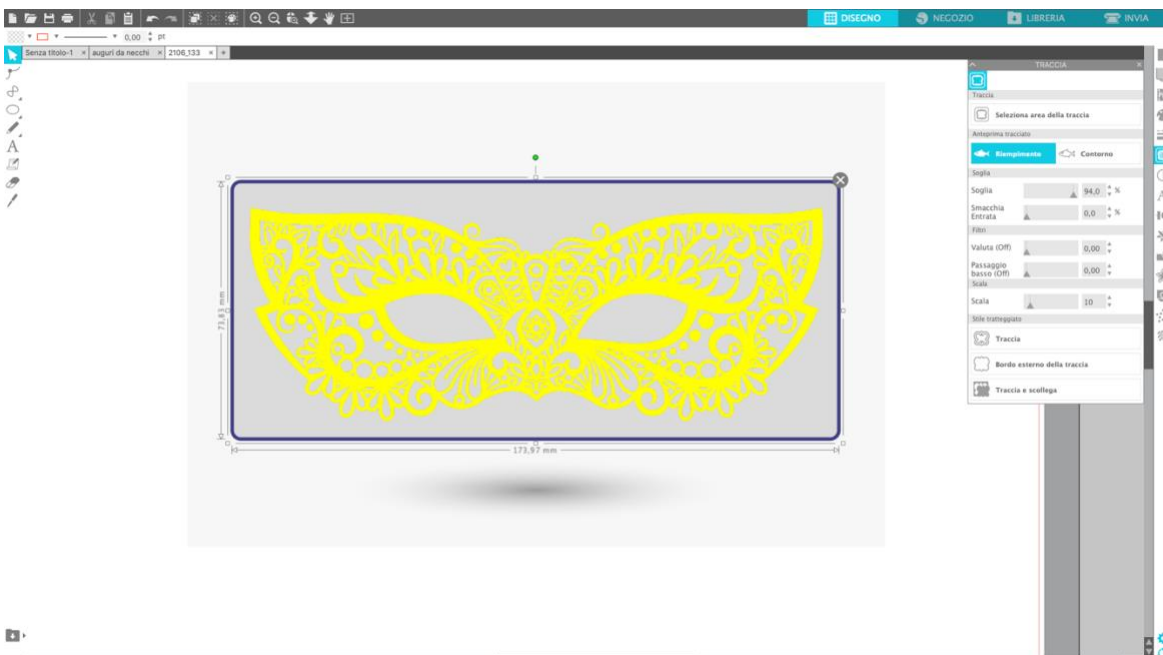 DISEGNO
NEGOZIO
LIBRERIA
INVIA
0,00 pt
Senza titolo-1
auguri da necchi
2106_133
TRACCIA
Traccia
Seleziona area della traccia
Anteprima tracciato
Riempimento
Contorno
Soglia
Soglia 94,0 %
Smacchia
Entrata 0,0 %
Filtri
Valuta (Off) 0,00
Passaggio
basso (Off) 0,00
Scala
Scala 10
Stile tratteggiato
Traccia
Bordo esterno della traccia
Traccia e scollega
73,83 mm
173,97 mm